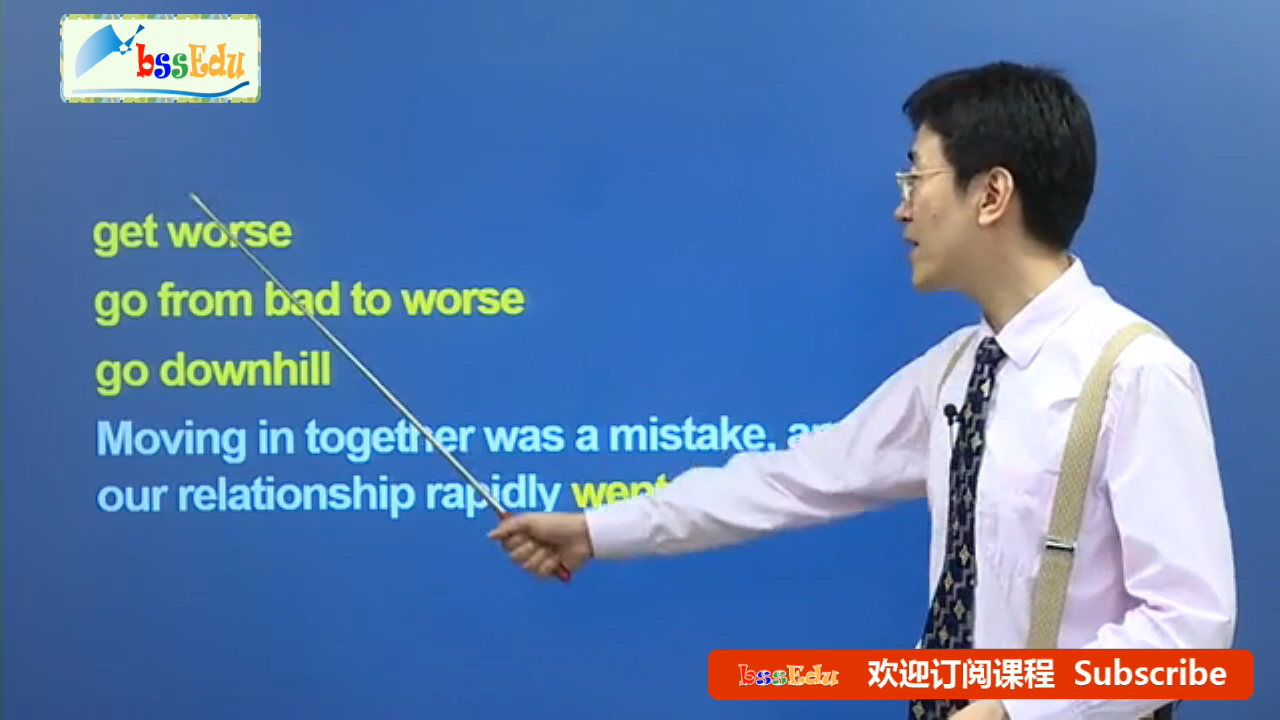 bssEdu
get worse
go from bad to worse
go downhill
Moving in together was a mistake,
our relationship rapidly went
bssEdu 欢迎订阅课程 Subscribe